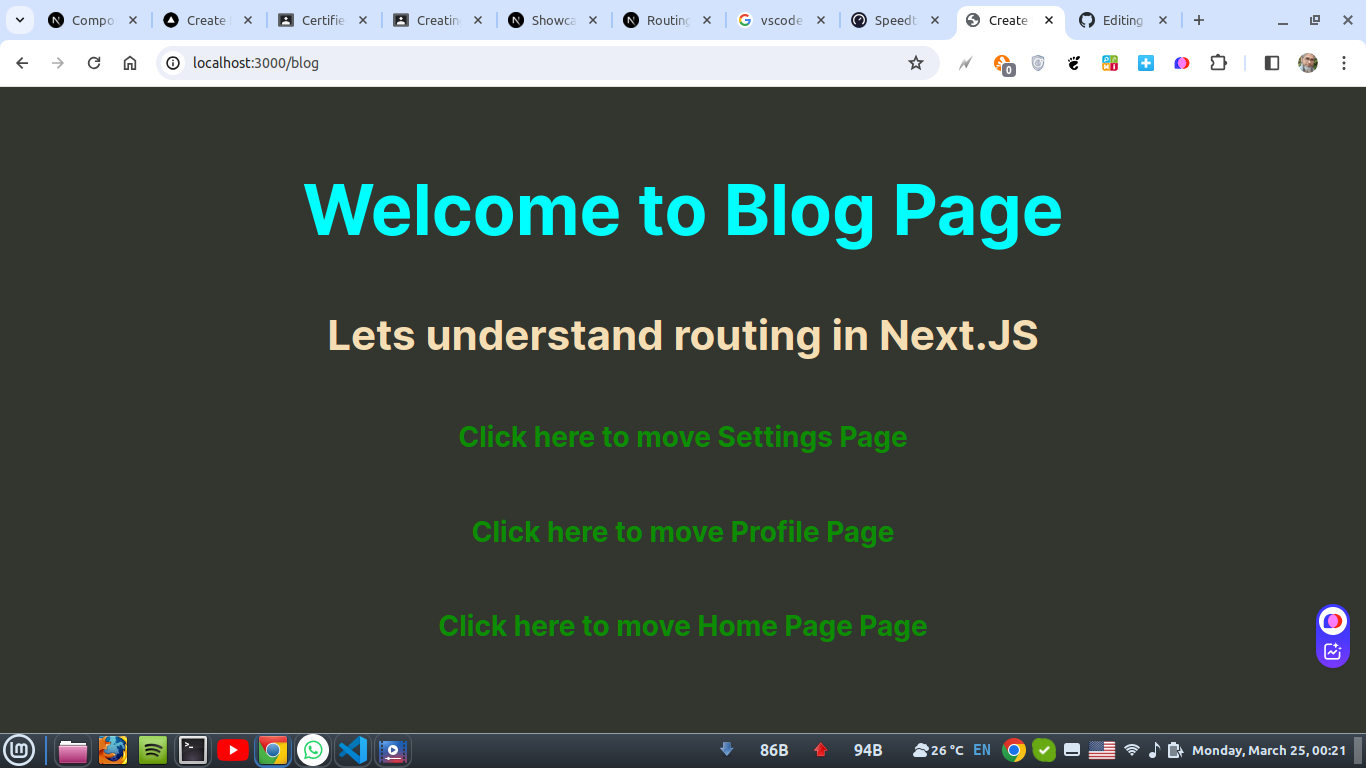 Compo
Create
Certifie
Creatin
Showca
Routing
vscode
Speedt
Create
Editing
localhost:3000/blog
0
Welcome to Blog Page
Lets understand routing in Next.JS
Click here to move Settings Page
Click here to move Profile Page
Click here to move Home Page Page
86B
94B
26 °C
EN
Monday, March 25, 00:21